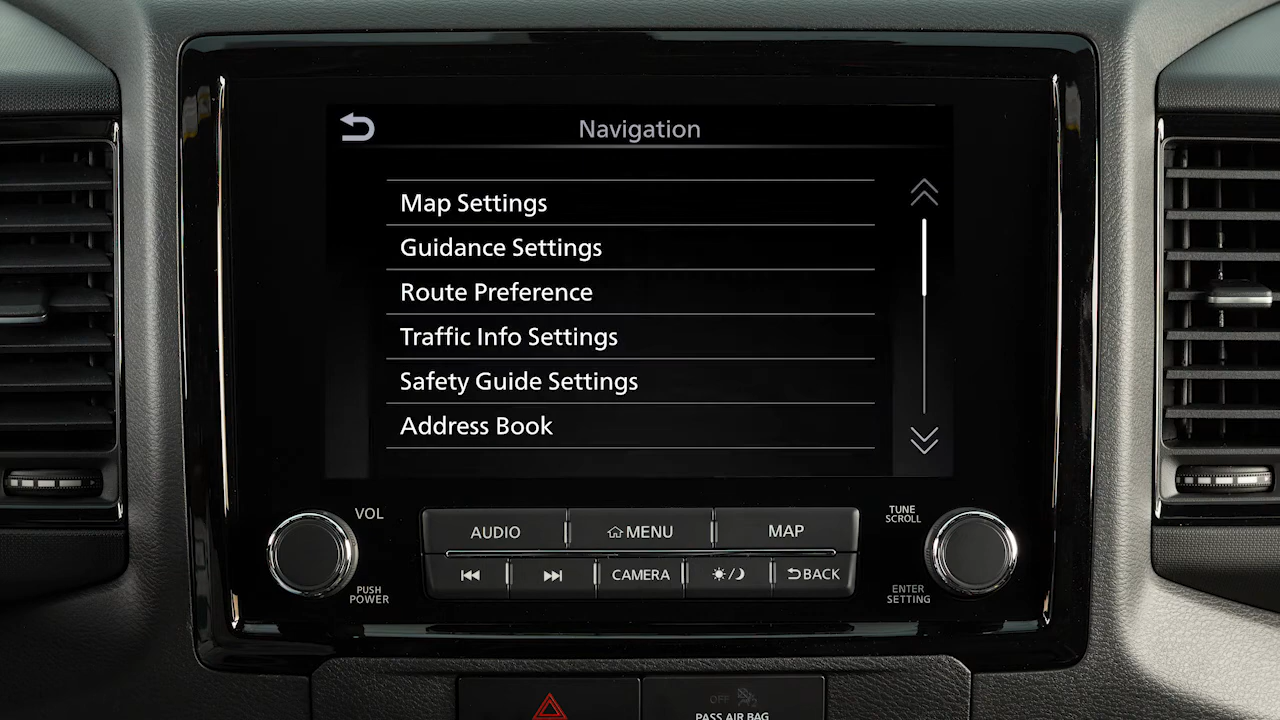 Navigation
Map Settings
Guidance Settings
Route Preference
Traffic Info Settings
Safety Guide Settings
Address Book
VOL
PUSH
POWER
AUDIO
MENU
MAP
CAMERA
BACK
TUNE
SCROLL
ENTER
SETTING
OFF
PASS AIR BAG